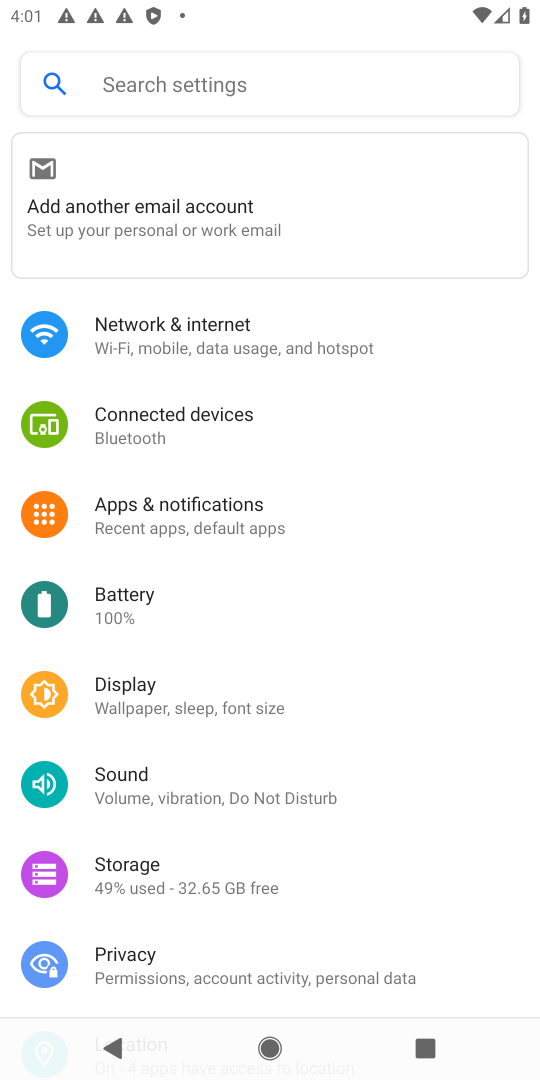 4:01
Search settings
Add another email account
Set up your personal or work email
Network & internet
Wi-Fi, mobile, data usage, and hotspot
Connected devices
Bluetooth
Apps & notifications
Recent apps, default apps
Battery
100%
Display
Wallpaper, sleep, font size
Sound
Volume, vibration, Do Not Disturb
Storage
49% used - 32.65 GB free
Privacy
Permissions, account activity, personal data
Location
On - 4 apps have access to location